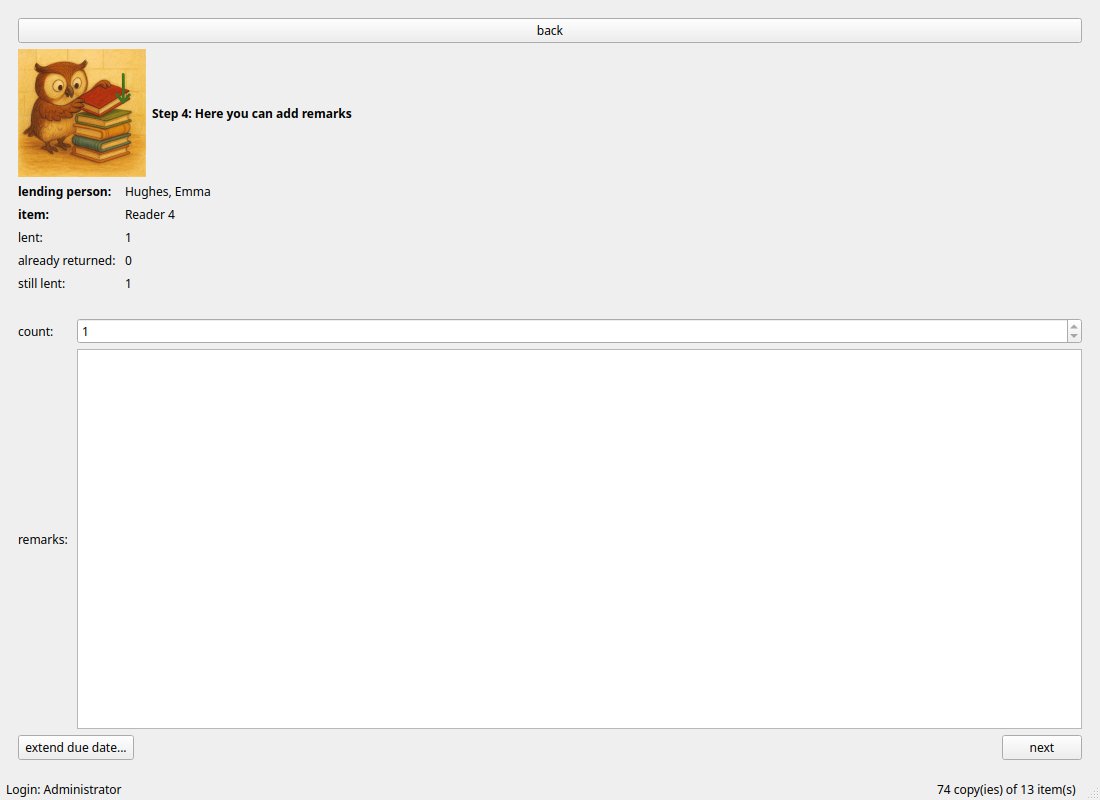 back
Step 4: Here you can add remarks
lending person: Hughes, Emma
item: Reader 4
lent: 1
already returned: 0
still lent: 1
count: 1
remarks:
extend due date... next
Login: Administrator 74 copy(ies) of 13 item(s)